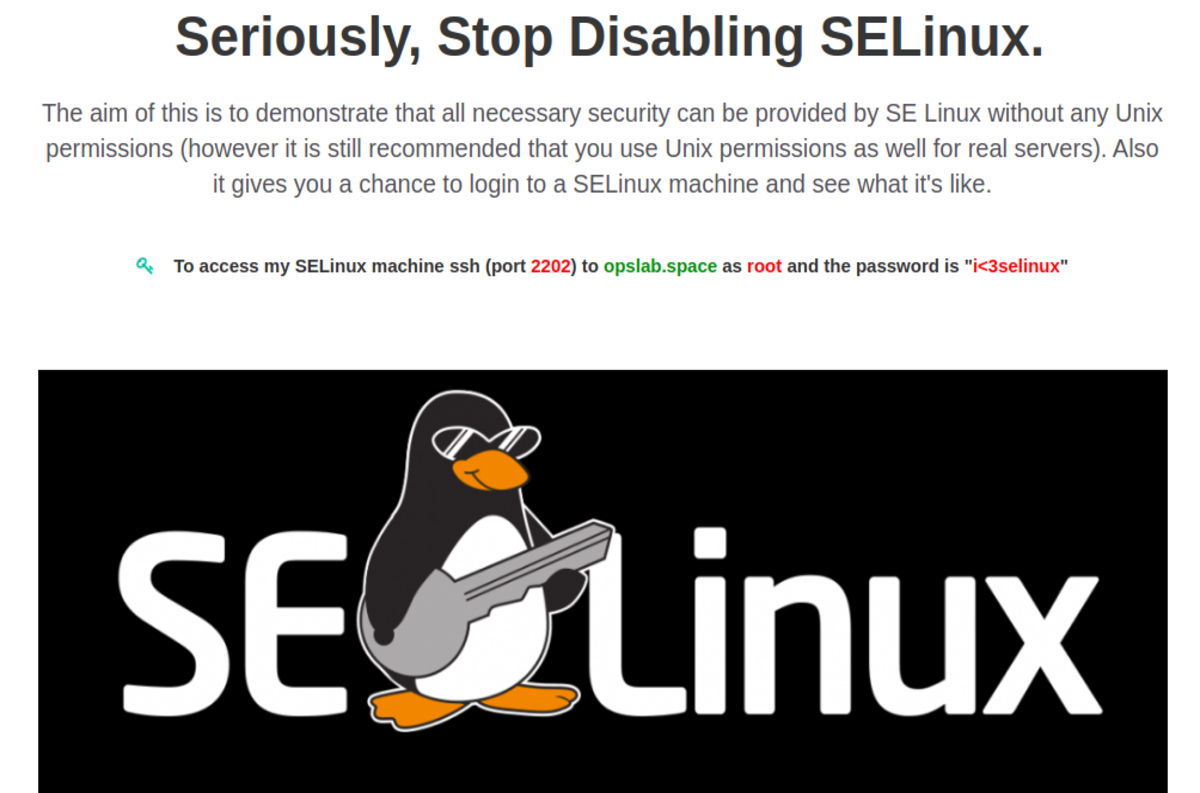 Seriously, Stop Disabling SELinux.
The aim of this is to demonstrate that all necessary security can be provided by SE Linux without any Unix
permissions (however it is still recommended that you use Unix permissions as well for real servers). Also
it gives you a chance to login to a SELinux machine and see what it's like.
To access my SELinux machine ssh (port 2202) to opslab.space as root and the password is "i<3selinux"
SELinux